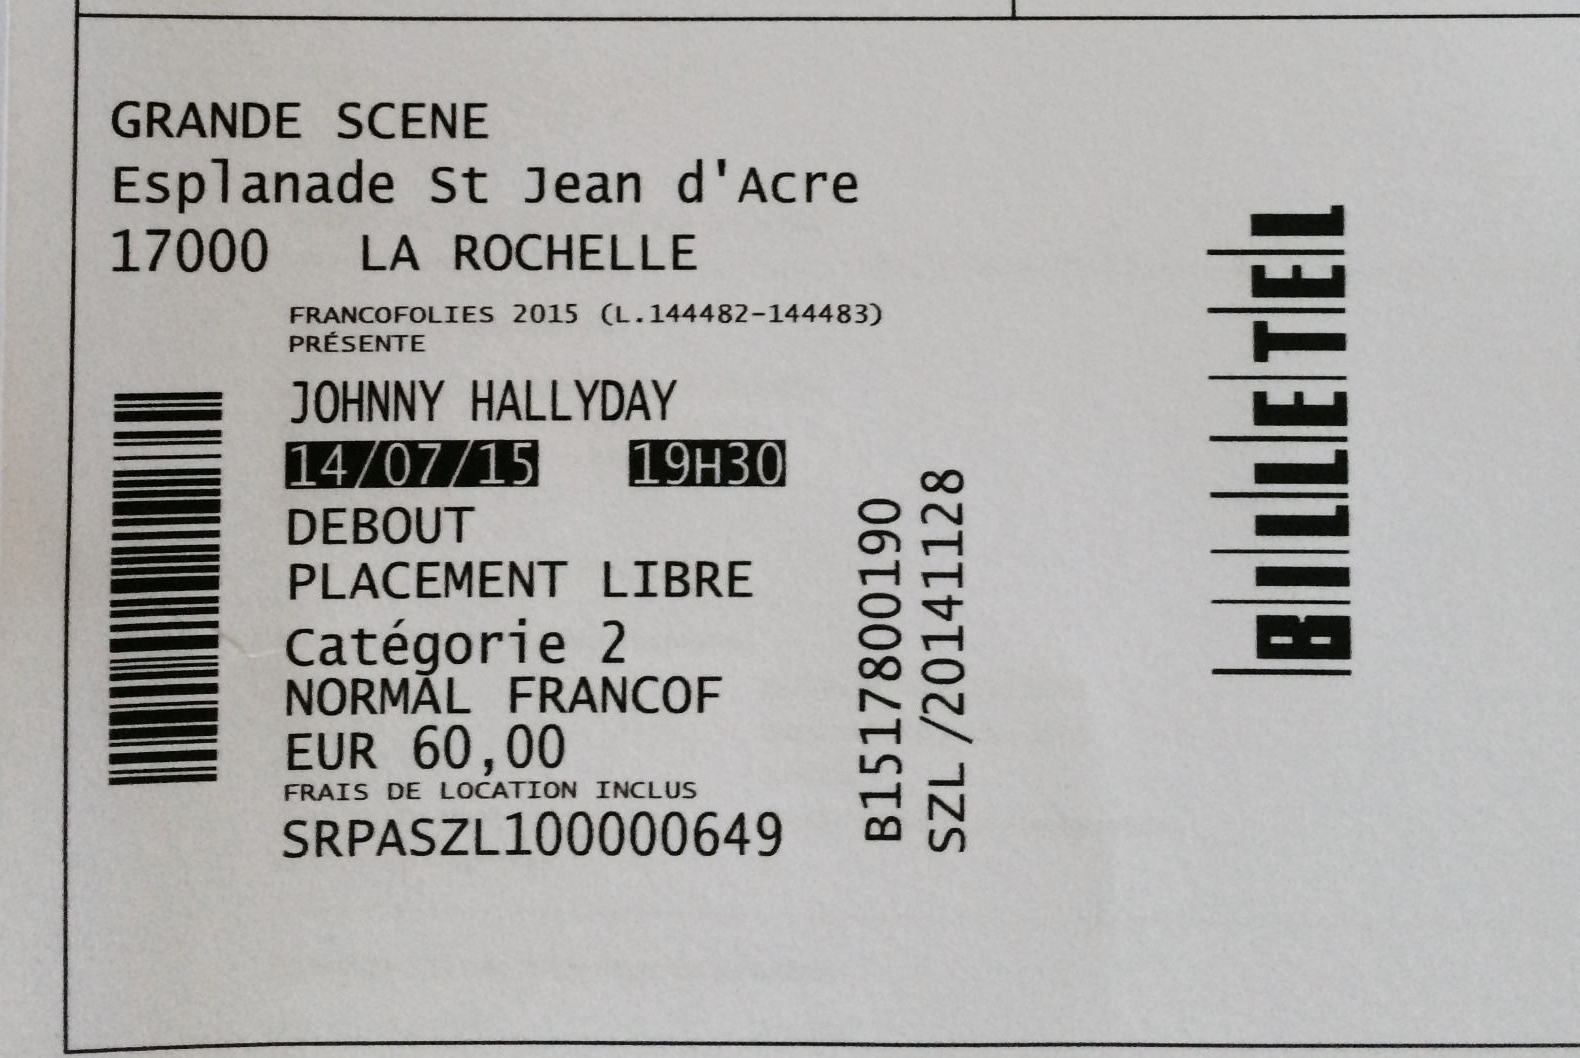 GRANDE SCENE
Esplanade St Jean d'Acre
17000 LA ROCHELLE
FRANCOFOLIES 2015 (L.144482-144483)
PRÉSENTE
JOHNNY HALLYDAY
14/07/15 19H30
DEBOUT
PLACEMENT LIBRE
Catégorie 2
NORMAL FRANCOF
EUR 60,00
FRAIS DE LOCATION INCLUS
SRPASZL100000649
B1517800190
SZL /20141128
BILLETEL